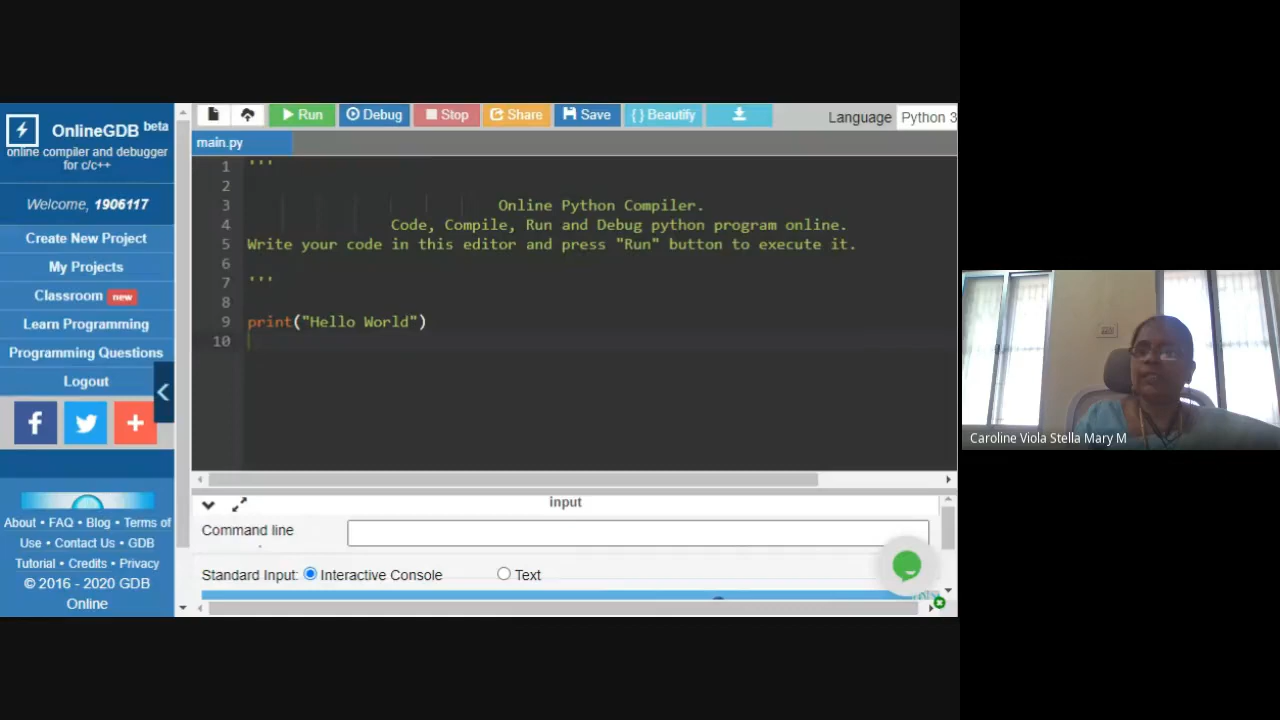 OnlineGDB beta
online compiler and debugger
for c/c++
Welcome, 1906117
Create New Project
My Projects
Classroom new
Learn Programming
Programming Questions
Logout
About • FAQ • Blog • Terms of
Use • Contact Us • GDB
Tutorial • Credits • Privacy
© 2016 - 2020 GDB
Online
Run Debug Stop Share Save { } Beautify
Language Python 3
main.py
1 '''
2
3 Online Python Compiler.
4 Code, Compile, Run and Debug python program online.
5 Write your code in this editor and press "Run" button to execute it.
6
7 '''
8
9 print("Hello World")
10
input
Command line
Standard Input: Interactive Console Text
Caroline Viola Stella Mary M